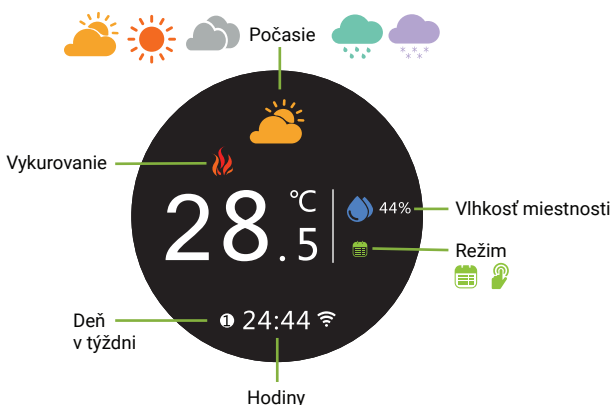 Počasie
Vykurovanie
28.5 °C
44%
Vlhkosť miestnosti
Režim
Deň
v týždni
1 24:44
Hodiny